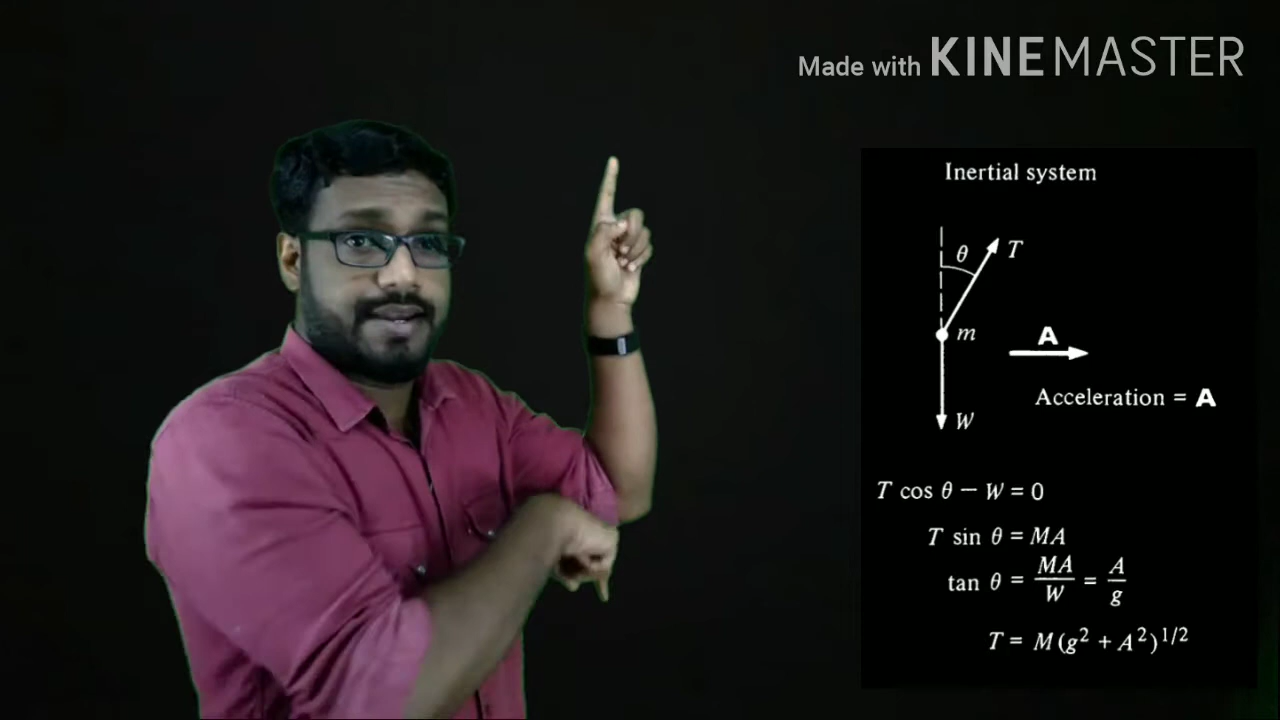 Made with KINEMASTER
Inertial system
θ
T
m
A
Acceleration = A
W
T cos θ − W = 0
T sin θ = MA
tan θ = MA/W = A/g
T = M(g² + A²)^1/2